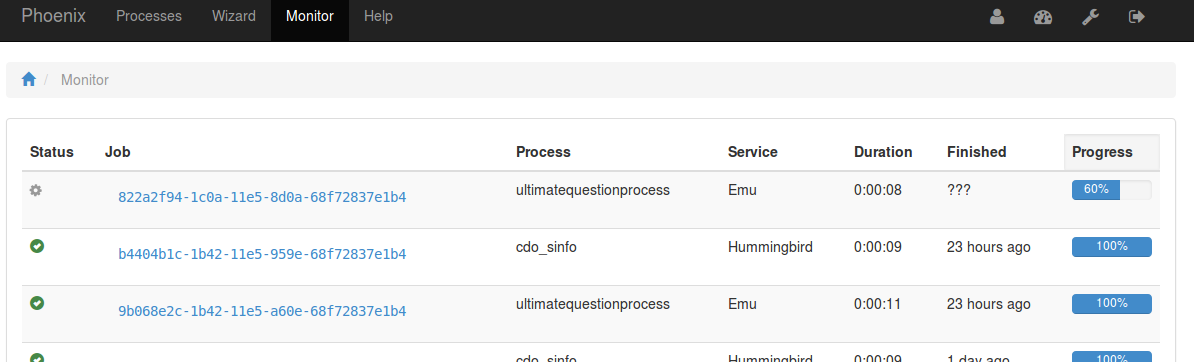 Phoenix Processes Wizard Monitor Help
/ Monitor
Status Job Process Service Duration Finished Progress
822a2f94-1c0a-11e5-8d0a-68f72837e1b4 ultimatequestionprocess Emu 0:00:08 ??? 60%
b4404b1c-1b42-11e5-959e-68f72837e1b4 cdo_sinfo Hummingbird 0:00:09 23 hours ago 100%
9b068e2c-1b42-11e5-a60e-68f72837e1b4 ultimatequestionprocess Emu 0:00:11 23 hours ago 100%
cdo_sinfo Hummingbird 0:00:09 1 day ago 100%